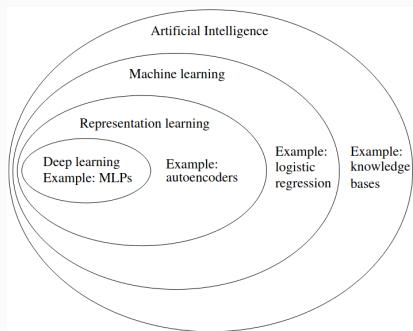 Artificial Intelligence
Machine learning
Representation learning
Deep learning
Example: MLPs
Example:
autoencoders
Example:
logistic
regression
Example:
knowledge
bases